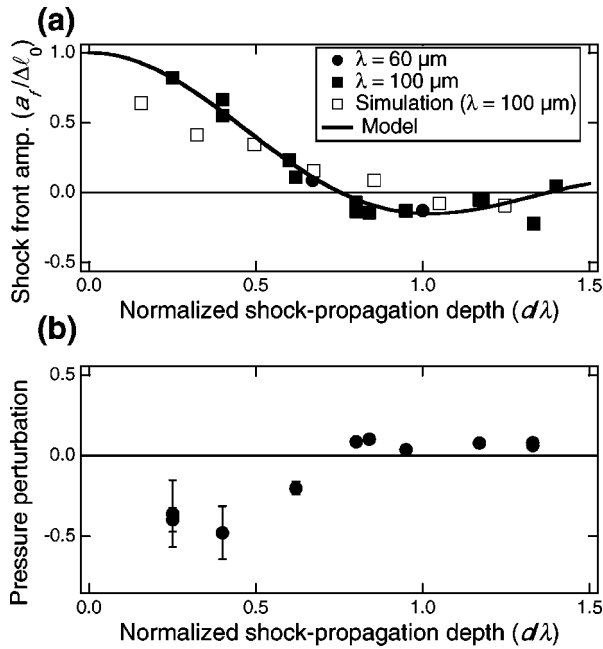 (a)
Shock front amp. (a_f/Δℓ_0)
1.0
0.5
0.0
-0.5
λ = 60 μm
λ = 100 μm
Simulation (λ = 100 μm)
Model
0.0 0.5 1.0 1.5
Normalized shock-propagation depth (d/λ)
(b)
Pressure perturbation
0.5
0.0
-0.5
0.0 0.5 1.0 1.5
Normalized shock-propagation depth (d/λ)